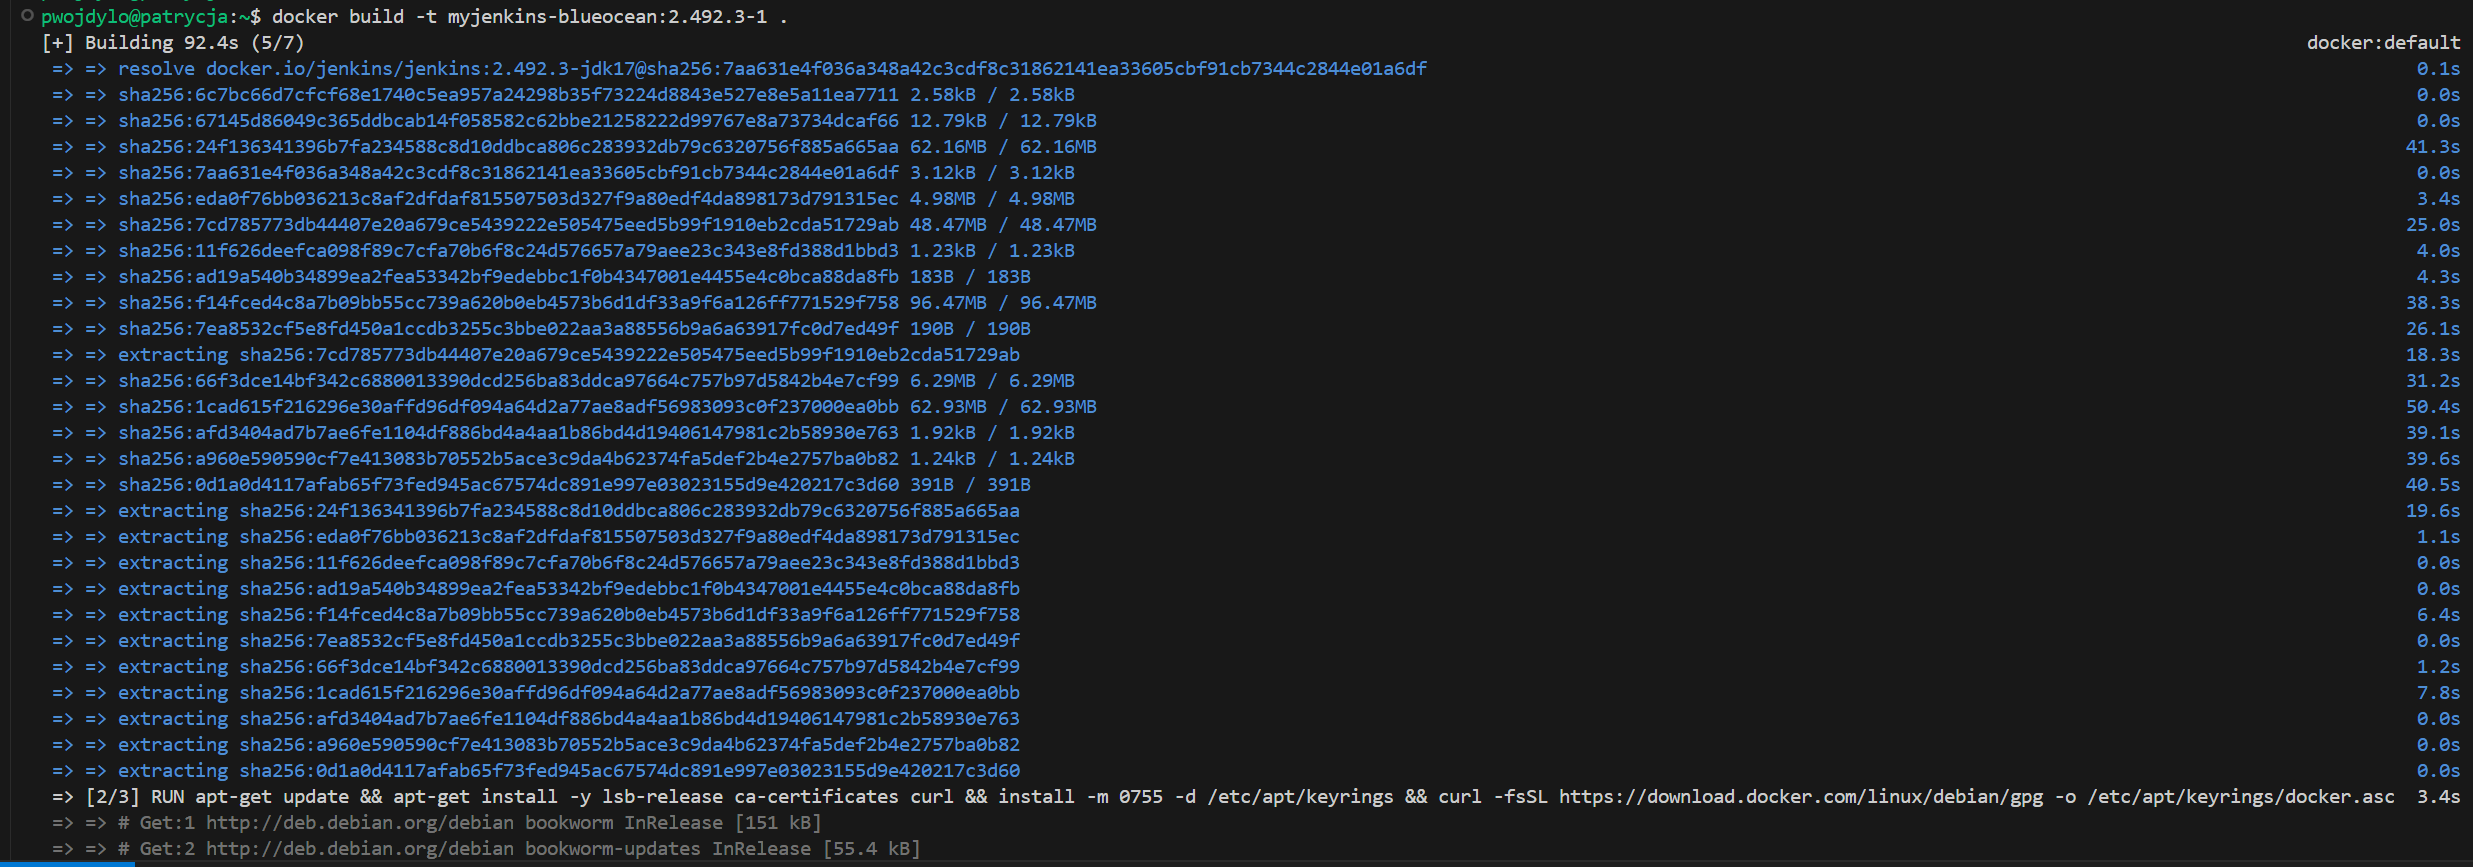 pwojdylo@patrycja:~$ docker build -t myjenkins-blueocean:2.492.3-1 .
[+] Building 92.4s (5/7) docker:default
=> => resolve docker.io/jenkins/jenkins:2.492.3-jdk17@sha256:7aa631e4f036a348a42c3cdf8c31862141ea33605cbf91cb7344c2844e01a6df 0.1s
=> => sha256:6c7bc66d7cfcf68e1740c5ea957a24298b35f73224d8843e527e8e5a11ea7711 2.58kB / 2.58kB 0.0s
=> => sha256:67145d86049c365ddbcab14f058582c62bbe21258222d99767e8a73734dcaf66 12.79kB / 12.79kB 0.0s
=> => sha256:24f136341396b7fa234588c8d10ddbca806c283932db79c6320756f885a665aa 62.16MB / 62.16MB 41.3s
=> => sha256:7aa631e4f036a348a42c3cdf8c31862141ea33605cbf91cb7344c2844e01a6df 3.12kB / 3.12kB 0.0s
=> => sha256:eda0f76bb036213c8af2dfdaf815507503d327f9a80edf4da898173d791315ec 4.98MB / 4.98MB 3.4s
=> => sha256:7cd785773db44407e20a679ce5439222e505475eed5b99f1910eb2cda51729ab 48.47MB / 48.47MB 25.0s
=> => sha256:11f626deefca098f89c7cfa70b6f8c24d576657a79aee23c343e8fd388d1bbd3 1.23kB / 1.23kB 4.0s
=> => sha256:ad19a540b34899ea2fea53342bf9edebbc1f0b4347001e4455e4c0bca88da8fb 183B / 183B 4.3s
=> => sha256:f14fced4c8a7b09bb55cc739a620b0eb4573b6d1df33a9f6a126ff771529f758 96.47MB / 96.47MB 38.3s
=> => sha256:7ea8532cf5e8fd450a1ccdb3255c3bbe022aa3a88556b9a6a63917fc0d7ed49f 190B / 190B 26.1s
=> => extracting sha256:7cd785773db44407e20a679ce5439222e505475eed5b99f1910eb2cda51729ab 18.3s
=> => sha256:66f3dce14bf342c6880013390dcd256ba83ddca97664c757b97d5842b4e7cf99 6.29MB / 6.29MB 31.2s
=> => sha256:1cad615f216296e30affd96df094a64d2a77ae8adf56983093c0f237000ea0bb 62.93MB / 62.93MB 50.4s
=> => sha256:afd3404ad7b7ae6fe1104df886bd4a4aa1b86bd4d19406147981c2b58930e763 1.92kB / 1.92kB 39.1s
=> => sha256:a960e590590cf7e413083b70552b5ace3c9da4b62374fa5def2b4e2757ba0b82 1.24kB / 1.24kB 39.6s
=> => sha256:0d1a0d4117afab65f73fed945ac67574dc891e997e03023155d9e420217c3d60 391B / 391B 40.5s
=> => extracting sha256:24f136341396b7fa234588c8d10ddbca806c283932db79c6320756f885a665aa 19.6s
=> => extracting sha256:eda0f76bb036213c8af2dfdaf815507503d327f9a80edf4da898173d791315ec 1.1s
=> => extracting sha256:11f626deefca098f89c7cfa70b6f8c24d576657a79aee23c343e8fd388d1bbd3 0.0s
=> => extracting sha256:ad19a540b34899ea2fea53342bf9edebbc1f0b4347001e4455e4c0bca88da8fb 0.0s
=> => extracting sha256:f14fced4c8a7b09bb55cc739a620b0eb4573b6d1df33a9f6a126ff771529f758 6.4s
=> => extracting sha256:7ea8532cf5e8fd450a1ccdb3255c3bbe022aa3a88556b9a6a63917fc0d7ed49f 0.0s
=> => extracting sha256:66f3dce14bf342c6880013390dcd256ba83ddca97664c757b97d5842b4e7cf99 1.2s
=> => extracting sha256:1cad615f216296e30affd96df094a64d2a77ae8adf56983093c0f237000ea0bb 7.8s
=> => extracting sha256:afd3404ad7b7ae6fe1104df886bd4a4aa1b86bd4d19406147981c2b58930e763 0.0s
=> => extracting sha256:a960e590590cf7e413083b70552b5ace3c9da4b62374fa5def2b4e2757ba0b82 0.0s
=> => extracting sha256:0d1a0d4117afab65f73fed945ac67574dc891e997e03023155d9e420217c3d60 0.0s
=> [2/3] RUN apt-get update && apt-get install -y lsb-release ca-certificates curl && install -m 0755 -d /etc/apt/keyrings && curl -fsSL https://download.docker.com/linux/debian/gpg -o /etc/apt/keyrings/docker.asc 3.4s
=> => # Get:1 http://deb.debian.org/debian bookworm InRelease [151 kB]
=> => # Get:2 http://deb.debian.org/debian bookworm-updates InRelease [55.4 kB]